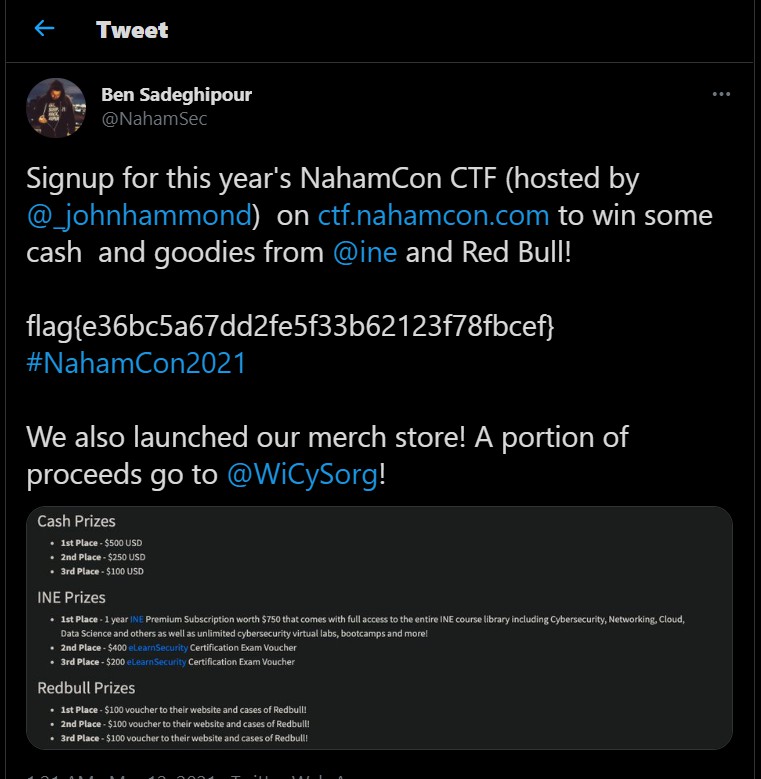 Tweet
Ben Sadeghipour
@NahamSec
Signup for this year's NahamCon CTF (hosted by
@_johnhammond)  on ctf.nahamcon.com to win some
cash  and goodies from @ine and Red Bull!
flag{e36bc5a67dd2fe5f33b62123f78fbcef}
#NahamCon2021
We also launched our merch store! A portion of
proceeds go to @WiCySorg!
Cash Prizes
• 1st Place - $500 USD
• 2nd Place - $250 USD
• 3rd Place - $100 USD
INE Prizes
• 1st Place - 1 year INE Premium Subscription worth $750 that comes with full access to the entire INE course library including Cybersecurity, Networking, Cloud,
Data Science and others as well as unlimited cybersecurity virtual labs, bootcamps and more!
• 2nd Place - $400 eLearnSecurity Certification Exam Voucher
• 3rd Place - $200 eLearnSecurity Certification Exam Voucher
Redbull Prizes
• 1st Place - $100 voucher to their website and cases of Redbull!
• 2nd Place - $100 voucher to their website and cases of Redbull!
• 3rd Place - $100 voucher to their website and cases of Redbull!